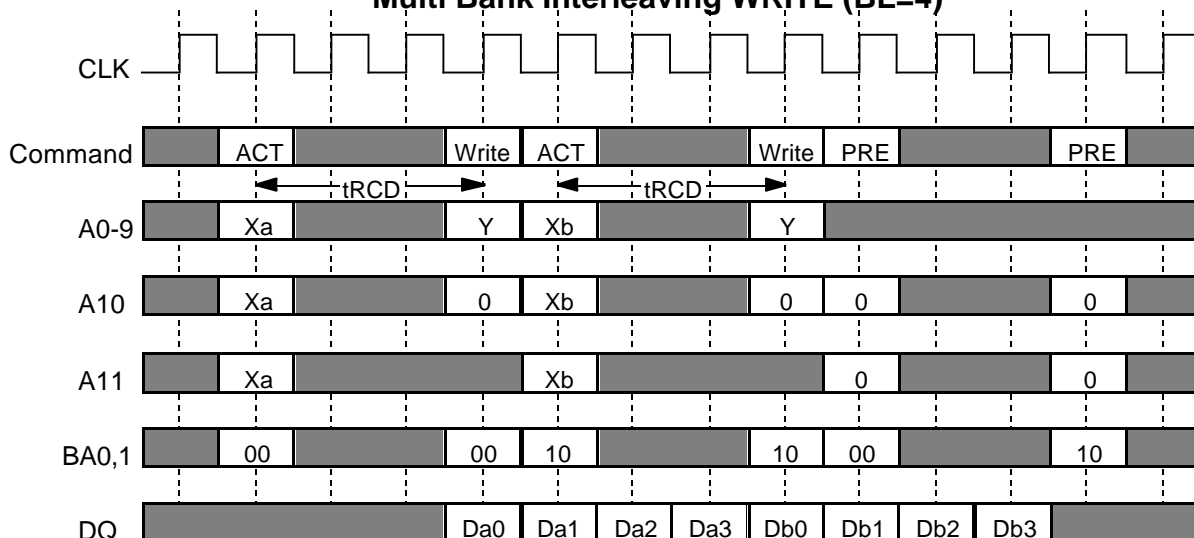 Multi Bank Interleaving WRITE (BL=4)
CLK
Command ACT Write ACT Write PRE PRE
tRCD tRCD
A0-9 Xa Y Xb Y
A10 Xa 0 Xb 0 0 0
A11 Xa Xb 0 0
BA0,1 00 00 10 10 00 10
DQ Da0 Da1 Da2 Da3 Db0 Db1 Db2 Db3